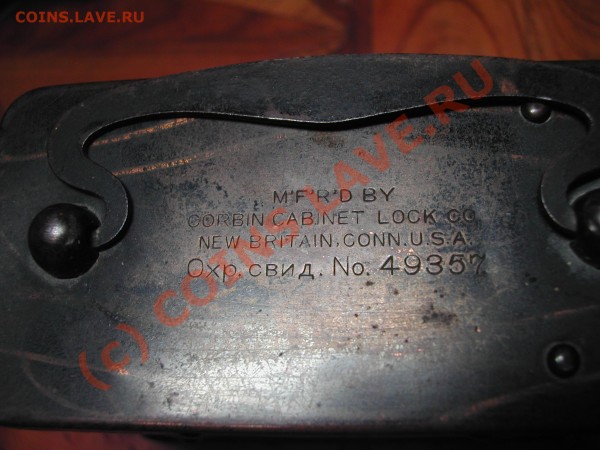 COINS.LAVE.RU
M'F'R'D BY
CORBIN CABINET LOCK CO
NEW BRITAIN, CONN. U.S.A.
Охр. свид. No. 49357
(c) COINS.LAVE.RU